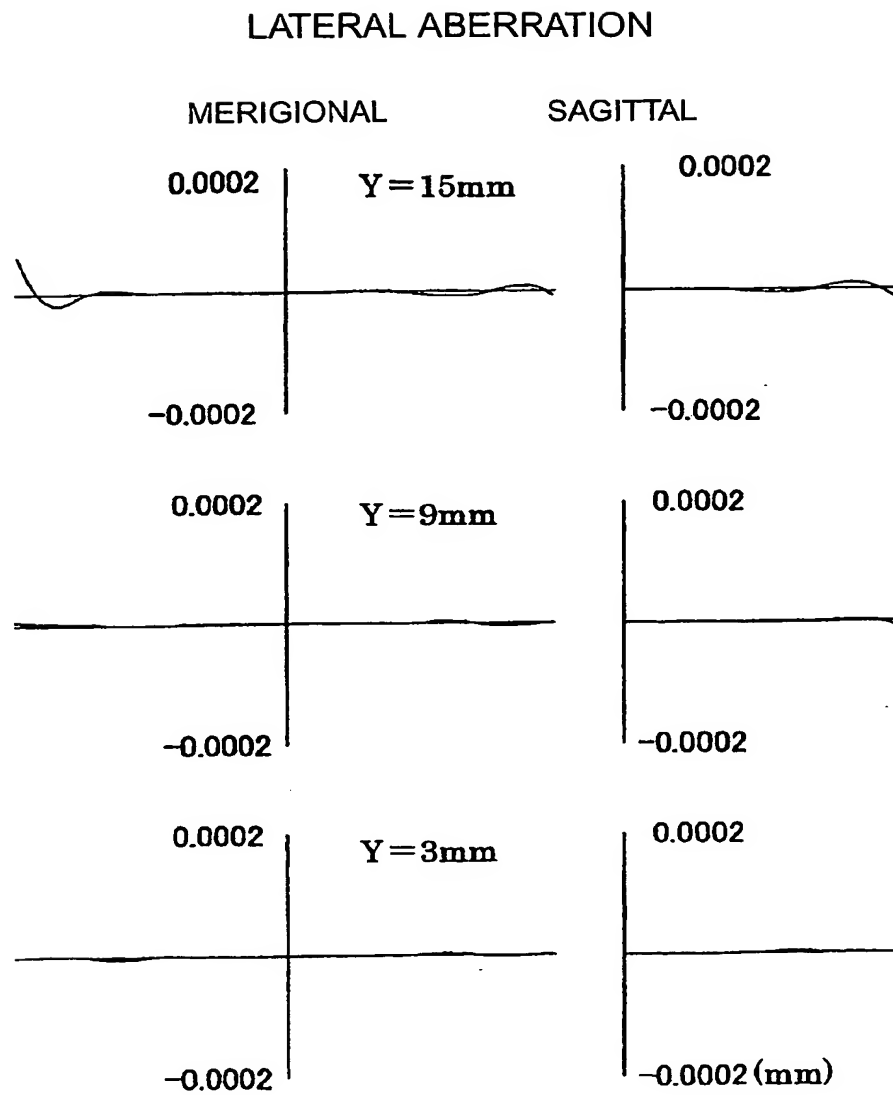 LATERAL ABERRATION
MERIGIONAL SAGITTAL
0.0002 Y=15mm 0.0002
−0.0002 −0.0002
0.0002 Y=9mm 0.0002
−0.0002 −0.0002
0.0002 Y=3mm 0.0002
−0.0002 −0.0002 (mm)